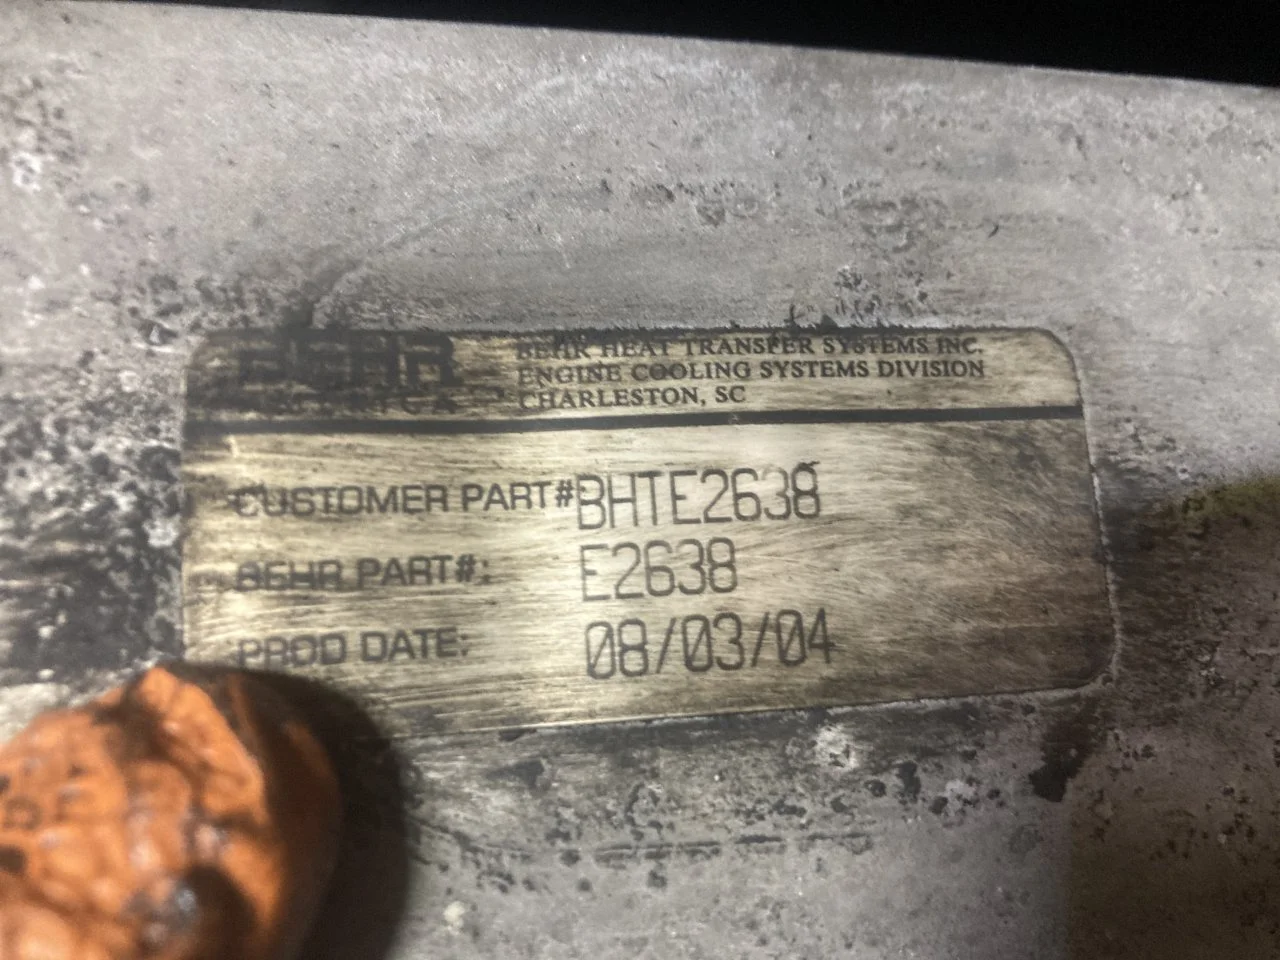 BEHR
AMERICA
BEHR HEAT TRANSFER SYSTEMS INC.
ENGINE COOLING SYSTEMS DIVISION
CHARLESTON, SC
CUSTOMER PART#BHTE2638
BEHR PART#: E2638
PROD DATE: 08/03/04